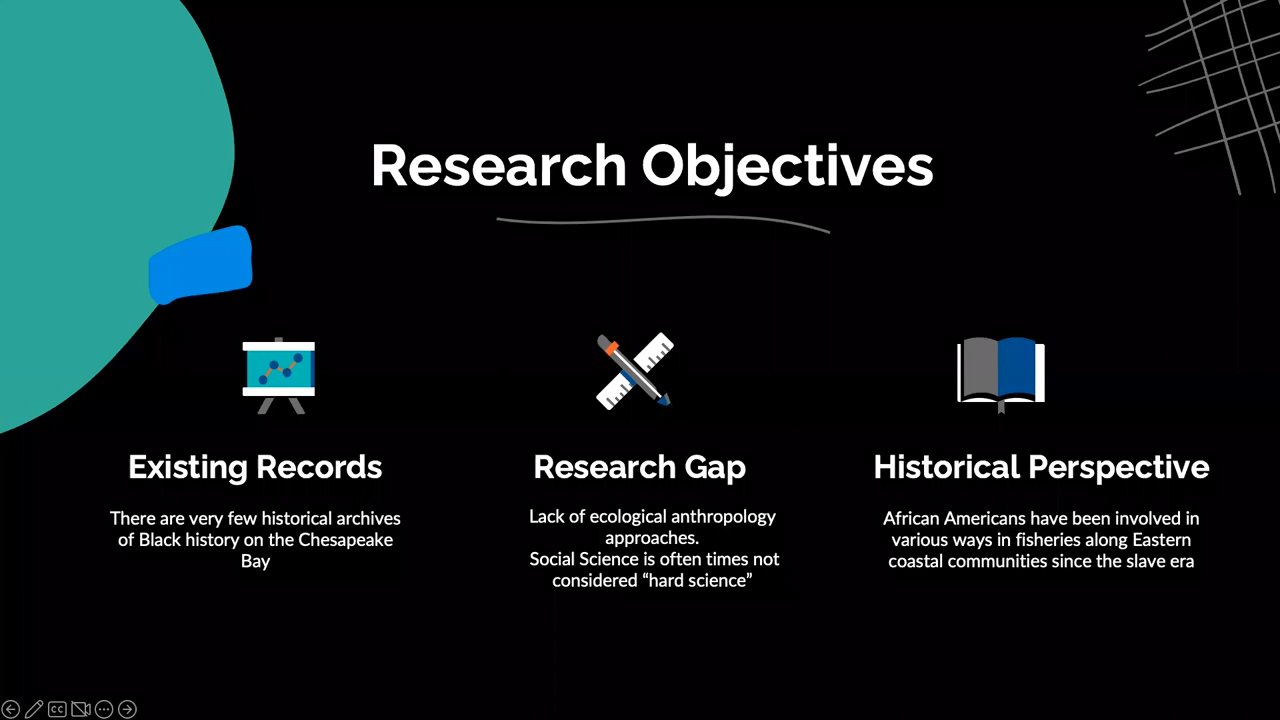 Research Objectives
Existing Records
There are very few historical archives
of Black history on the Chesapeake
Bay
Research Gap
Lack of ecological anthropology
approaches.
Social Science is often times not
considered “hard science”
Historical Perspective
African Americans have been involved in
various ways in fisheries along Eastern
coastal communities since the slave era
CC